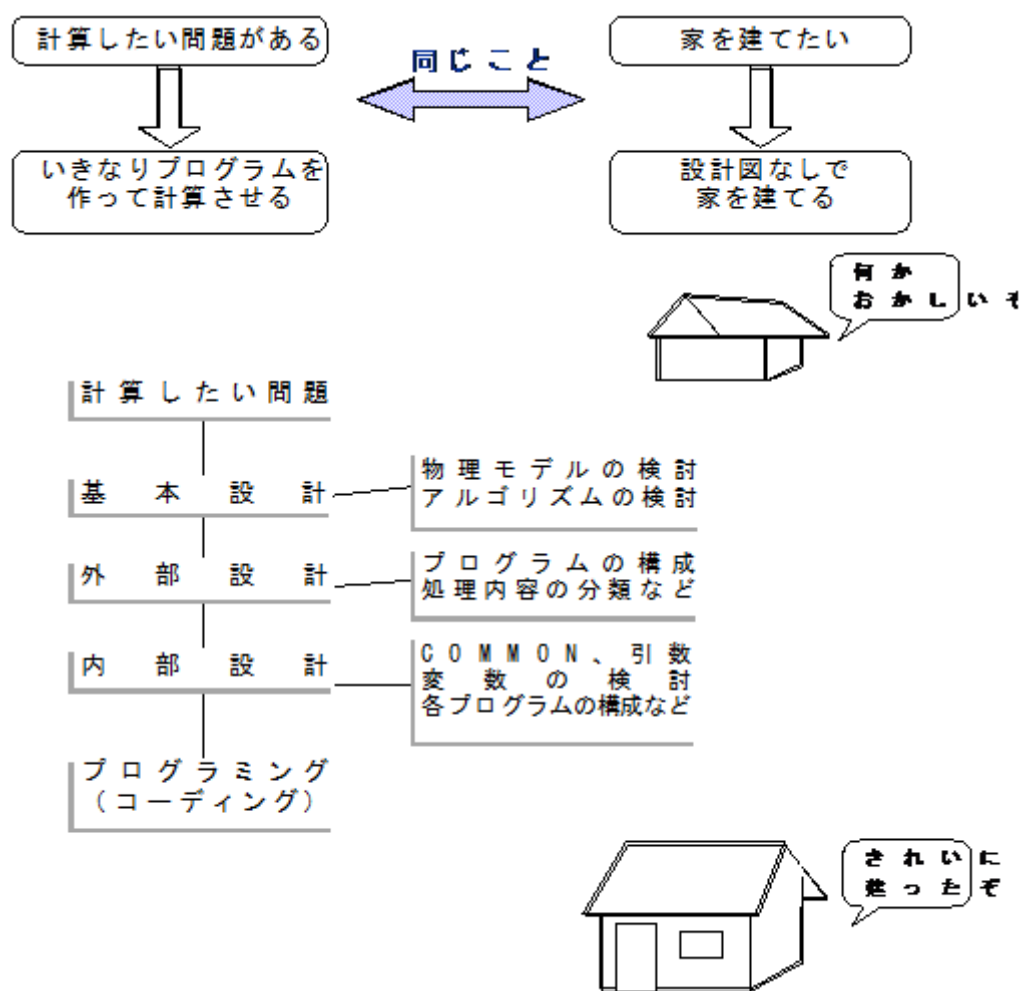 計算したい問題がある
同じこと
家を建てたい
いきなりプログラムを
作って計算させる
設計図なしで
家を建てる
何か
おかしいぞ
計算したい問題
基本設計
物理モデルの検討
アルゴリズムの検討
外部設計
プログラムの構成
処理内容の分類など
内部設計
COMMON、引数
変数の検討
各プログラムの構成など
プログラミング
(コーディング)
きれいに
建ったぞ